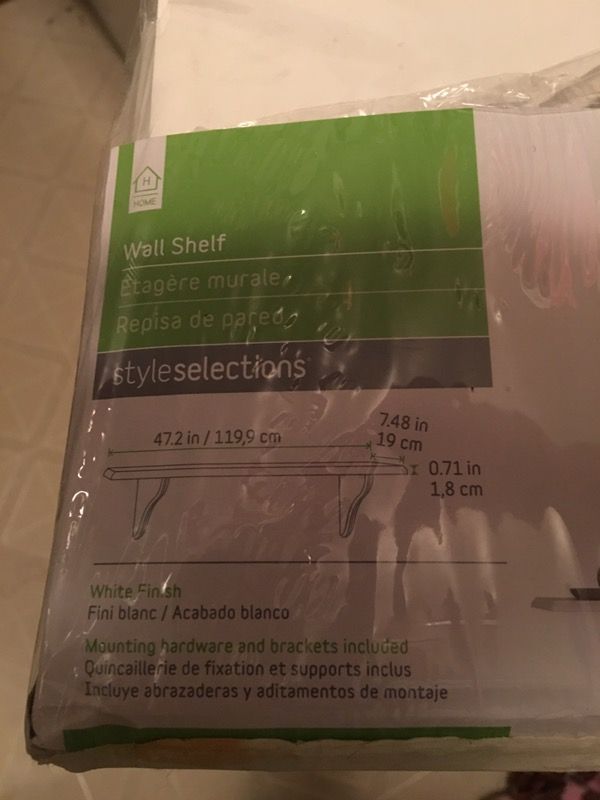 H
HOME
Wall Shelf
Étagère murale
Repisa de pared
styleselections
47.2 in / 119,9 cm
7.48 in
19 cm
0.71 in
1,8 cm
White Finish
Fini blanc / Acabado blanco
Mounting hardware and brackets included
Quincaillerie de fixation et supports inclus
Incluye abrazaderas y aditamentos de montaje